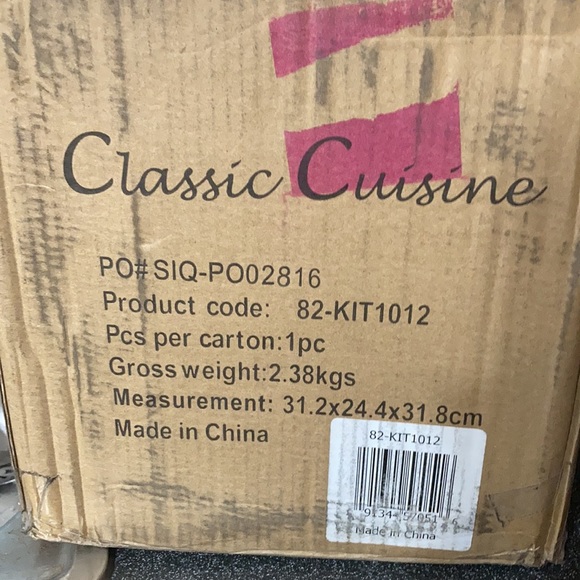 Classic Cuisine
PO# SIQ-PO02816
Product code: 82-KIT1012
Pcs per carton:1pc
Gross weight:2.38kgs
Measurement: 31.2x24.4x31.8cm
Made in China
82-KIT1012
Made in China